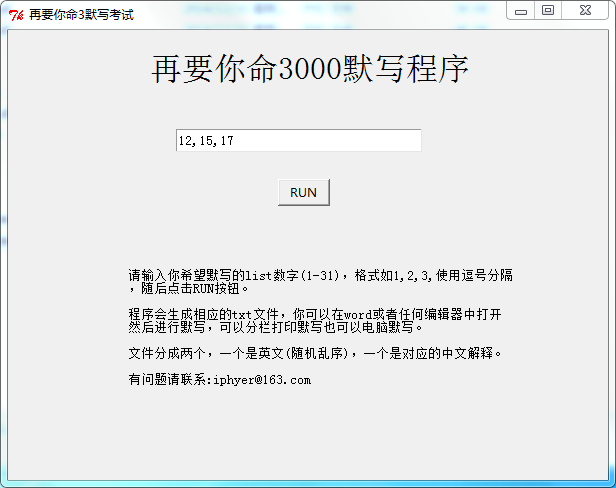 再要你命3默写考试
再要你命3000默写程序
12,15,17
RUN
请输入你希望默写的list数字(1-31)，格式如1,2,3,使用逗号分隔
，随后点击RUN按钮。
程序会生成相应的txt文件，你可以在word或者任何编辑器中打开
然后进行默写，可以分栏打印默写也可以电脑默写。
文件分成两个，一个是英文(随机乱序)，一个是对应的中文解释。
有问题请联系:iphyer@163.com